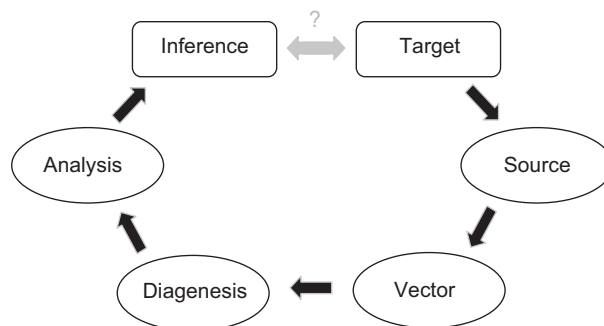 ?
Inference
Target
Analysis
Source
Diagenesis
Vector